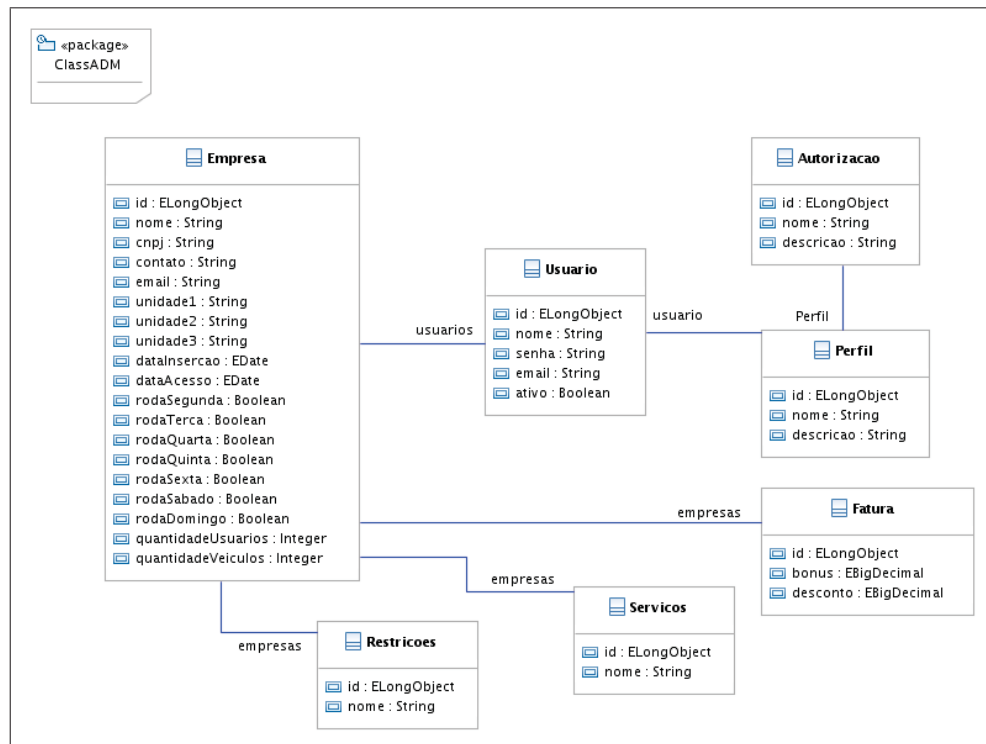 «package»
ClassADM
Empresa
id : ELongObject
nome : String
cnpj : String
contato : String
email : String
unidade1 : String
unidade2 : String
unidade3 : String
dataInsercao : EDate
dataAcesso : EDate
rodaSegunda : Boolean
rodaTerca : Boolean
rodaQuarta : Boolean
rodaQuinta : Boolean
rodaSexta : Boolean
rodaSabado : Boolean
rodaDomingo : Boolean
quantidadeUsuarios : Integer
quantidadeVeiculos : Integer
usuarios
Usuario
id : ELongObject
nome : String
senha : String
email : String
ativo : Boolean
usuario
Autorizacao
id : ELongObject
nome : String
descricao : String
Perfil
Perfil
id : ELongObject
nome : String
descricao : String
empresas
Fatura
id : ELongObject
bonus : EBigDecimal
desconto : EBigDecimal
empresas
Servicos
id : ELongObject
nome : String
empresas
Restricoes
id : ELongObject
nome : String